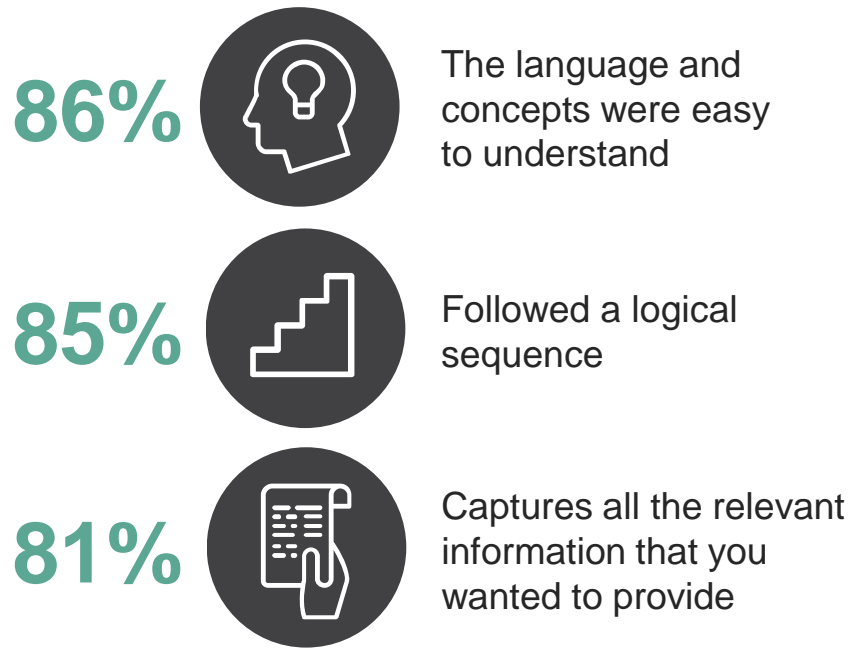 86%
The language and
concepts were easy
to understand
85%
Followed a logical
sequence
81%
Captures all the relevant
information that you
wanted to provide